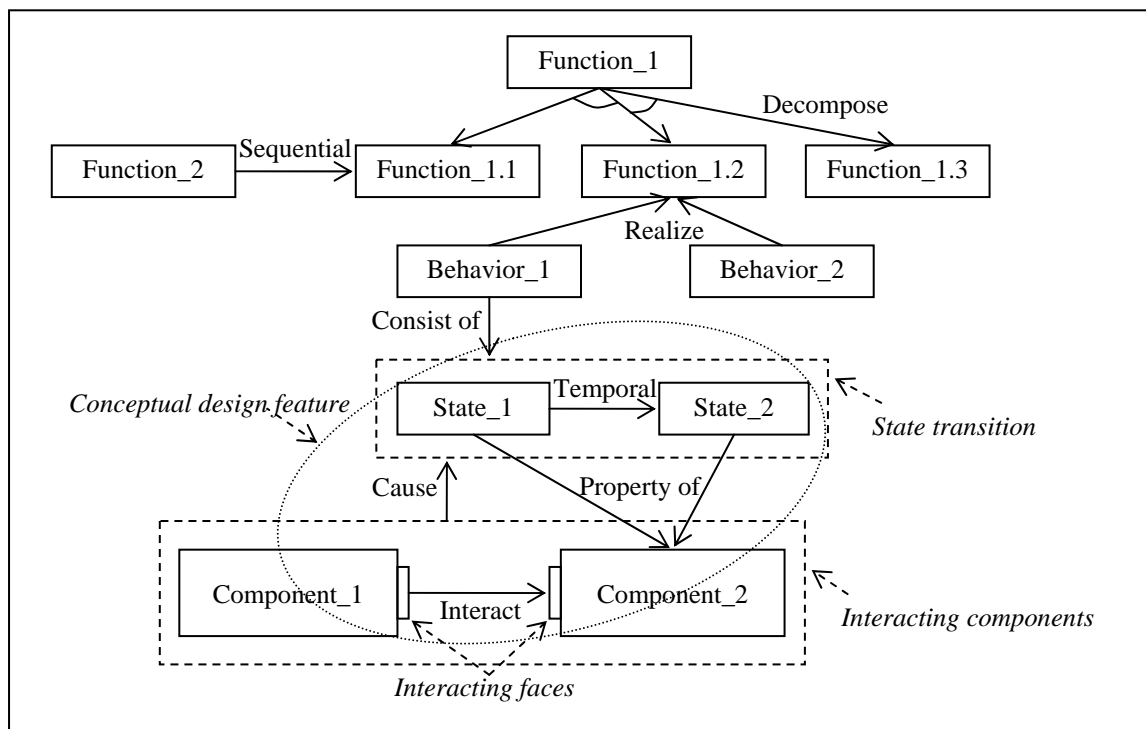 Function_1
Decompose
Sequential
Function_2
Function_1.1
Function_1.2
Function_1.3
Realize
Behavior_1
Behavior_2
Consist of
Conceptual design feature
State_1
Temporal
State_2
State transition
Cause
Property of
Component_1
Interact
Component_2
Interacting components
Interacting faces